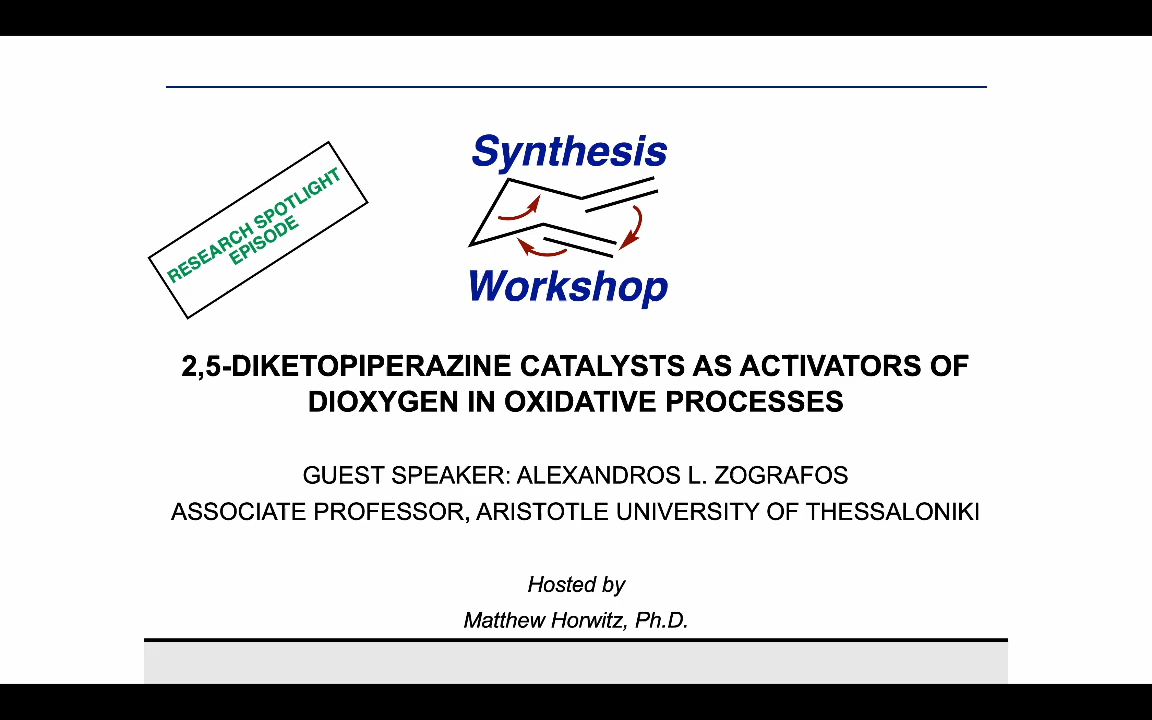 Synthesis
RESEARCH SPOTLIGHT
EPISODE
Workshop
2,5-DIKETOPIPERAZINE CATALYSTS AS ACTIVATORS OF
DIOXYGEN IN OXIDATIVE PROCESSES
GUEST SPEAKER: ALEXANDROS L. ZOGRAFOS
ASSOCIATE PROFESSOR, ARISTOTLE UNIVERSITY OF THESSALONIKI
Hosted by
Matthew Horwitz, Ph.D.